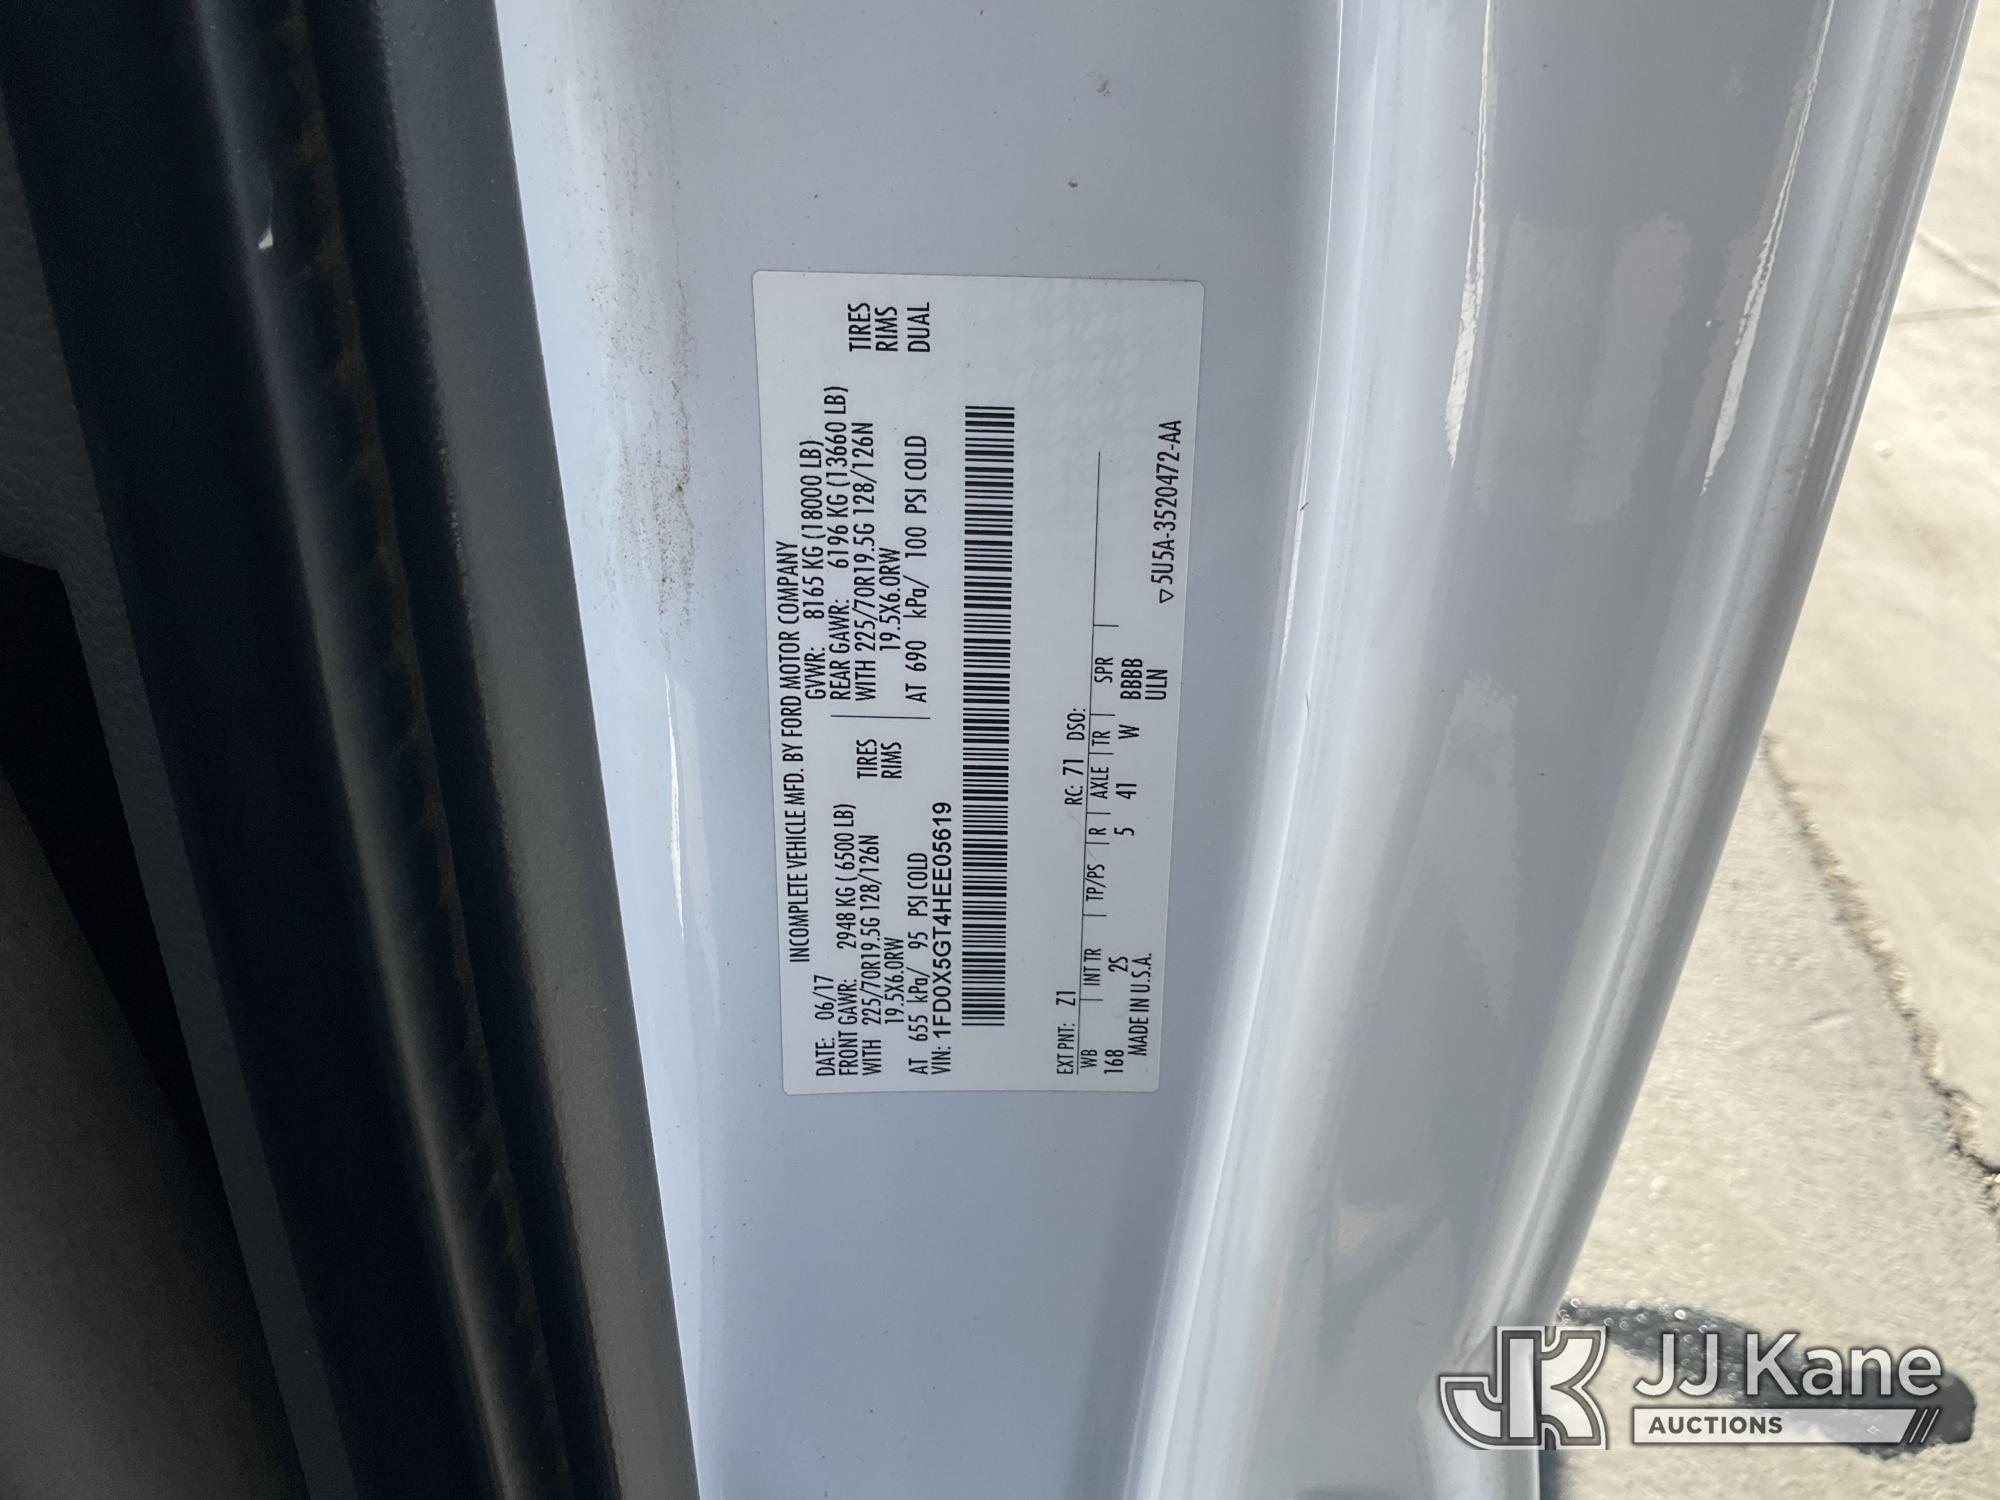 INCOMPLETE VEHICLE MFD. BY FORD MOTOR COMPANY
DATE: 06/17 GVWR: 8165 KG (18000 LB)
FRONT GAWR: 2948 KG ( 6500 LB) REAR GAWR: 6196 KG (13660 LB)
WITH 225/70R19.5G 128/126N TIRES WITH 225/70R19.5G 128/126N TIRES
19.5X6.0RW RIMS 19.5X6.0RW RIMS
AT 655 kPa/ 95 PSI COLD AT 690 kPa/ 100 PSI COLD DUAL
VIN: 1FD0X5GT4HEE05619
EXT PNT: Z1 RC: 71 DSO:
WB INT TR TP/PS R AXLE TR SPR
168 2S 5 41 W BBBB
MADE IN U.S.A. ULN
▽5U5A-3520472-AA
JJ Kane
AUCTIONS